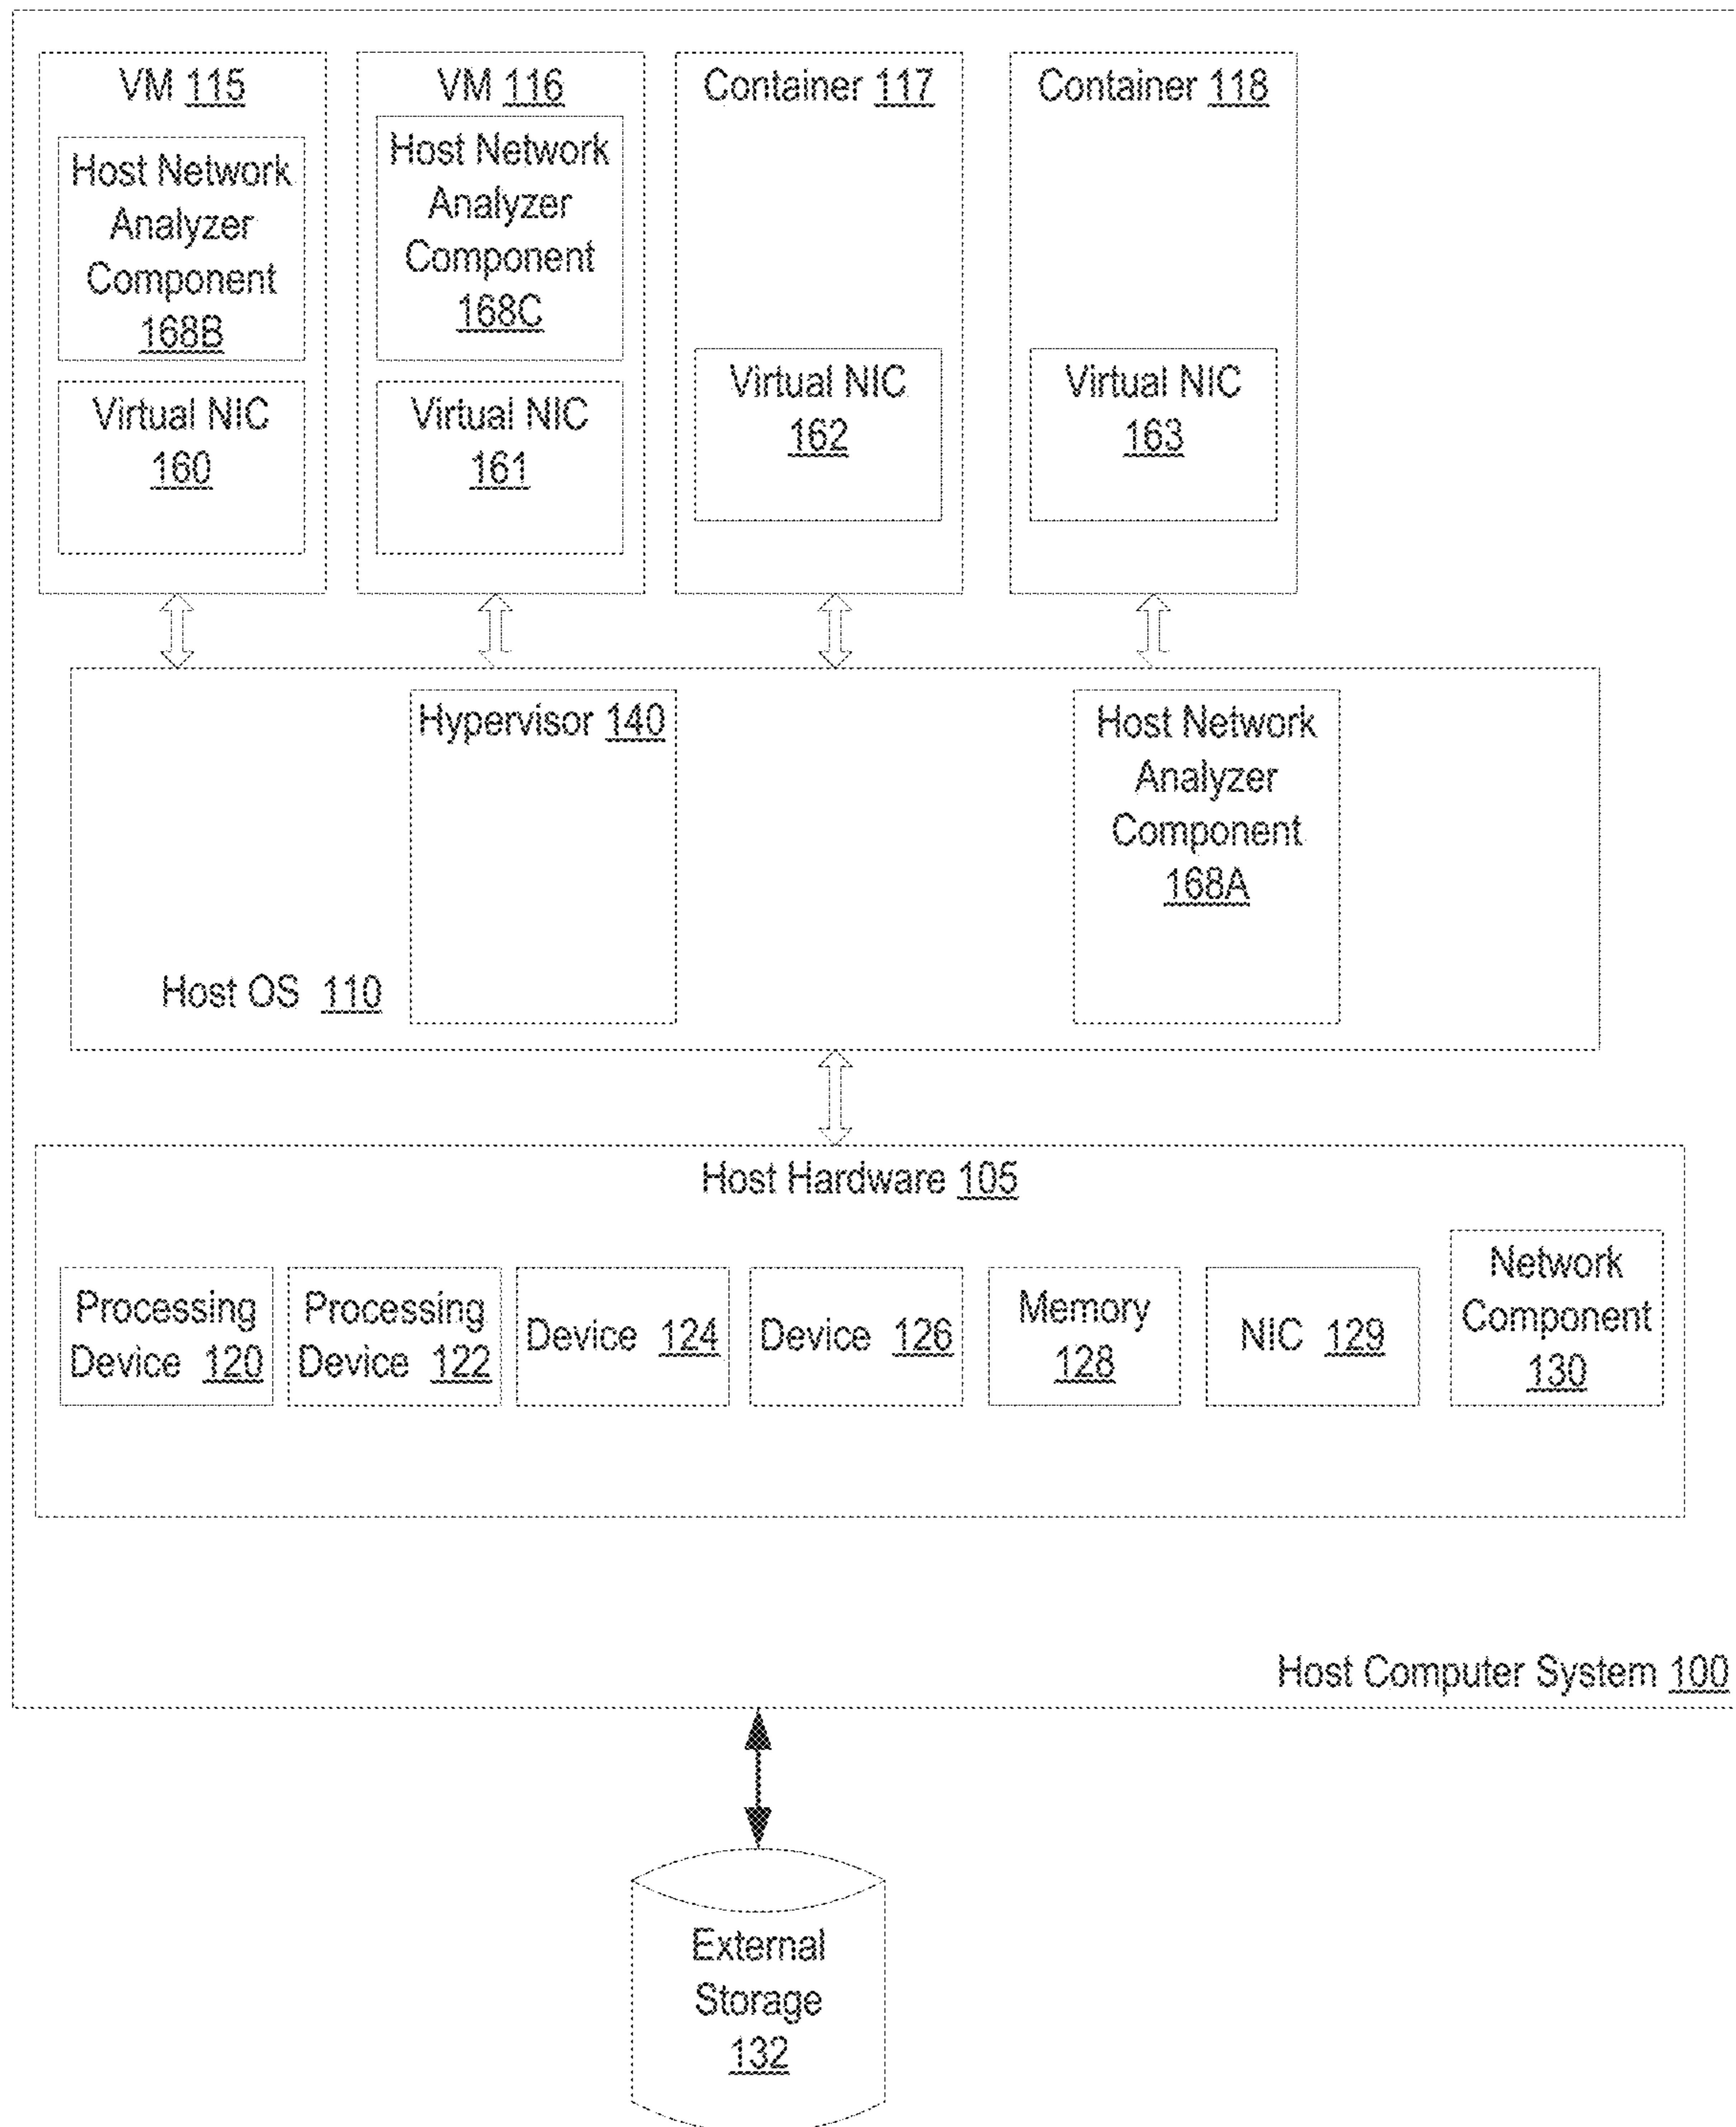 VM 115
Host Network
Analyzer
Component
168B
Virtual NIC
160
VM 116
Host Network
Analyzer
Component
168C
Virtual NIC
161
Container 117
Virtual NIC
162
Container 118
Virtual NIC
163
Hypervisor 140
Host Network
Analyzer
Component
168A
Host OS 110
Host Hardware 105
Processing
Device 120
Processing
Device 122
Device 124
Device 126
Memory
128
NIC 129
Network
Component
130
Host Computer System 100
External
Storage
132